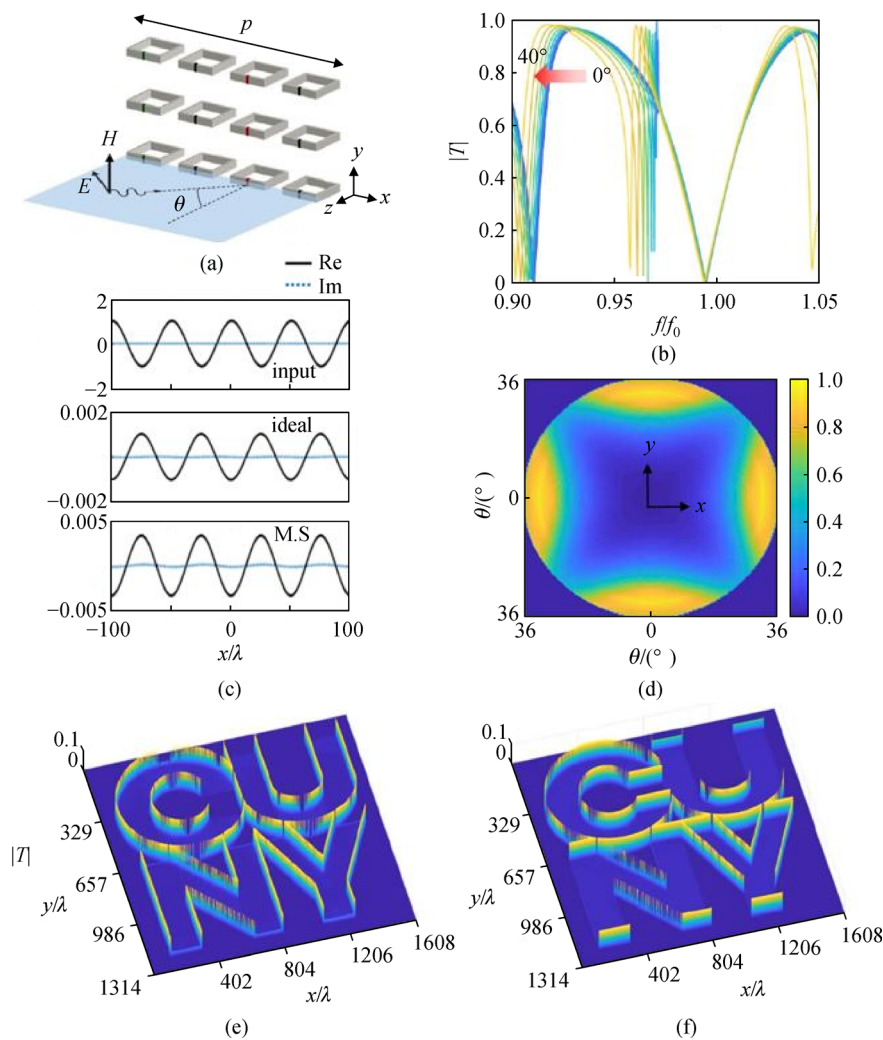 p
H
E
θ
y
x
z
(a)
|T|
1.0
0.8
0.6
0.4
0.2
0
40°
0°
0.90
0.95
1.00
1.05
f/f₀
(b)
Re
Im
2
0
−2
input
0.002
−0.002
ideal
0.005
−0.005
M.S
−100
0
100
x/λ
(c)
36
0
36
θ/(°)
y
x
36
0
36
θ/(°)
1.0
0.8
0.6
0.4
0.2
0.0
(d)
0.1
0
329
657
986
1314
|T|
y/λ
402
804
1206
1608
x/λ
CU
NY
(e)
0.1
0
329
657
986
1314
y/λ
402
804
1206
1608
x/λ
CU
NY
(f)